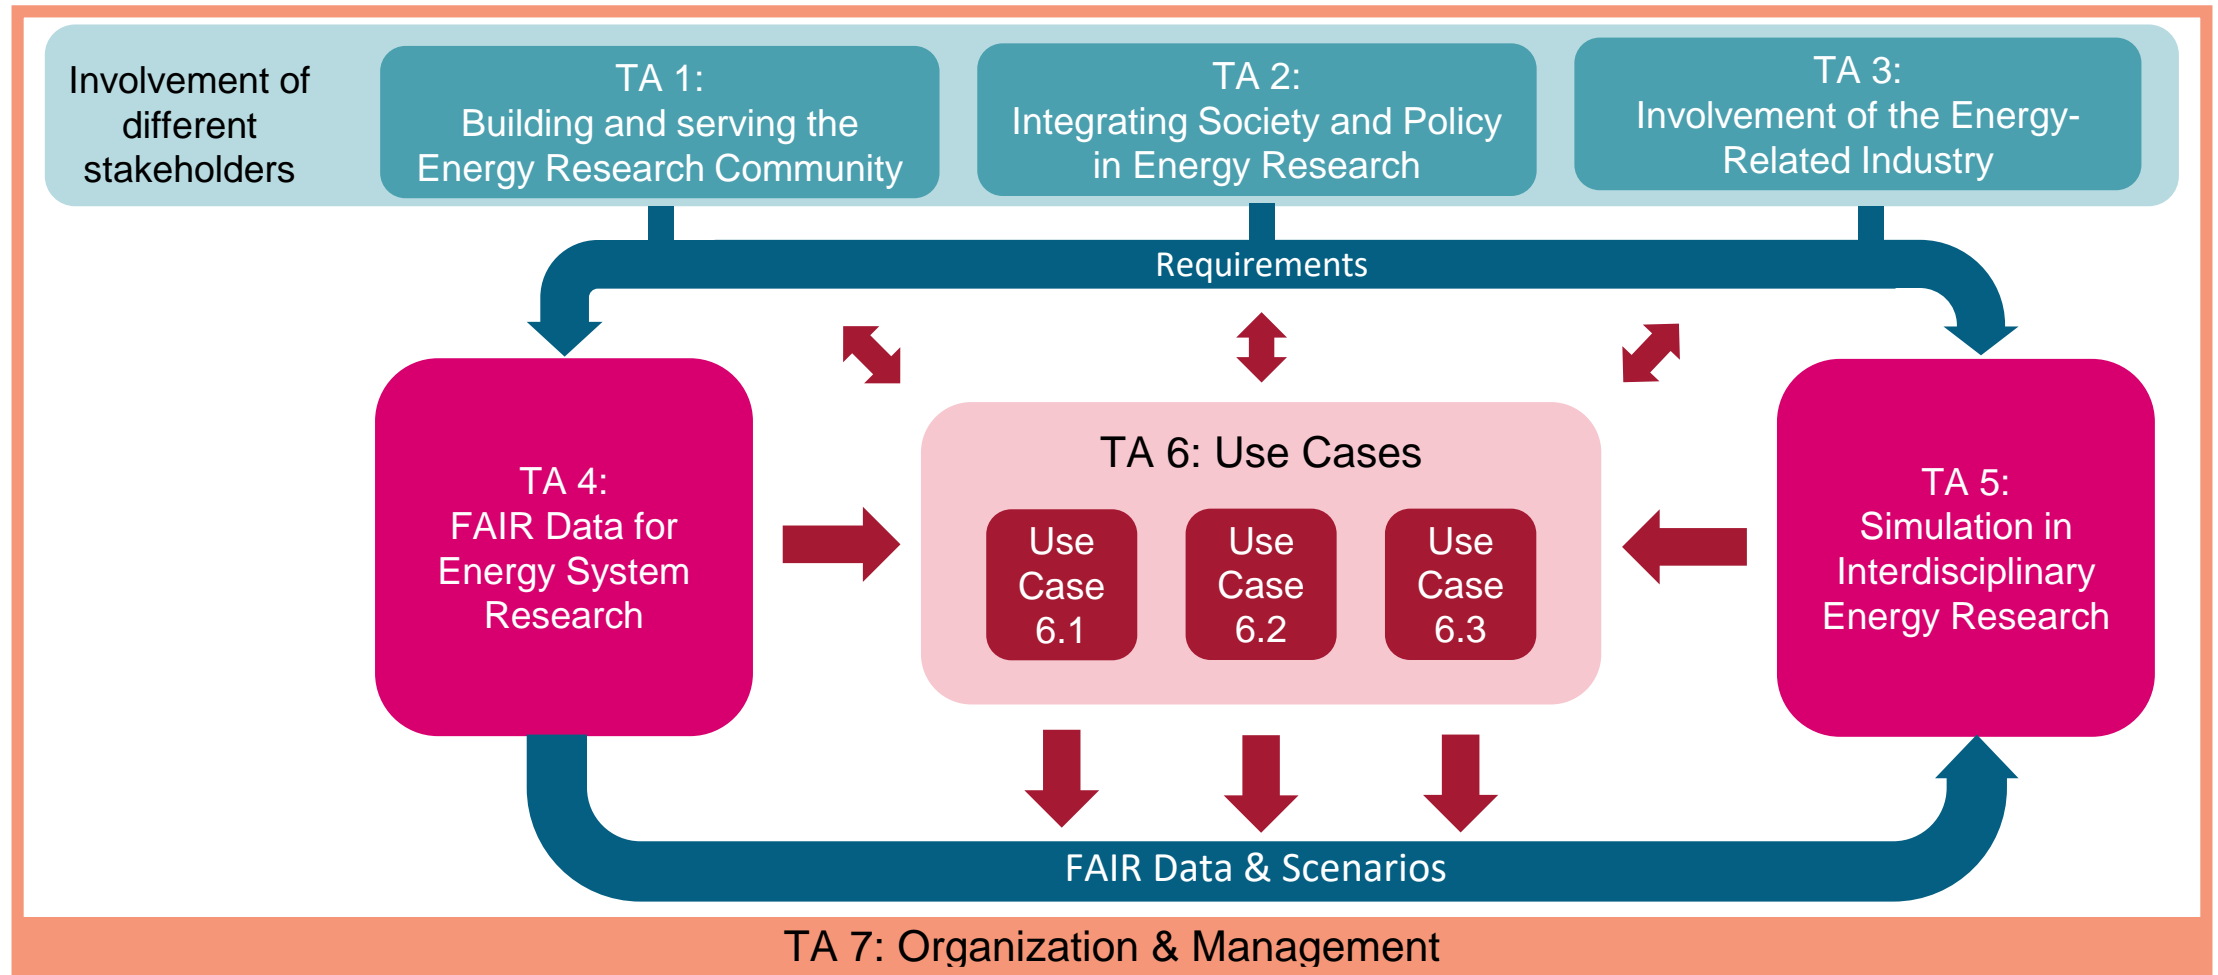 Involvement of
different
stakeholders
TA 1:
Building and serving the
Energy Research Community
TA 2:
Integrating Society and Policy
in Energy Research
TA 3:
Involvement of the Energy-
Related Industry
Requirements
TA 4:
FAIR Data for
Energy System
Research
TA 6: Use Cases
Use
Case
6.1
Use
Case
6.2
Use
Case
6.3
TA 5:
Simulation in
Interdisciplinary
Energy Research
FAIR Data & Scenarios
TA 7: Organization & Management